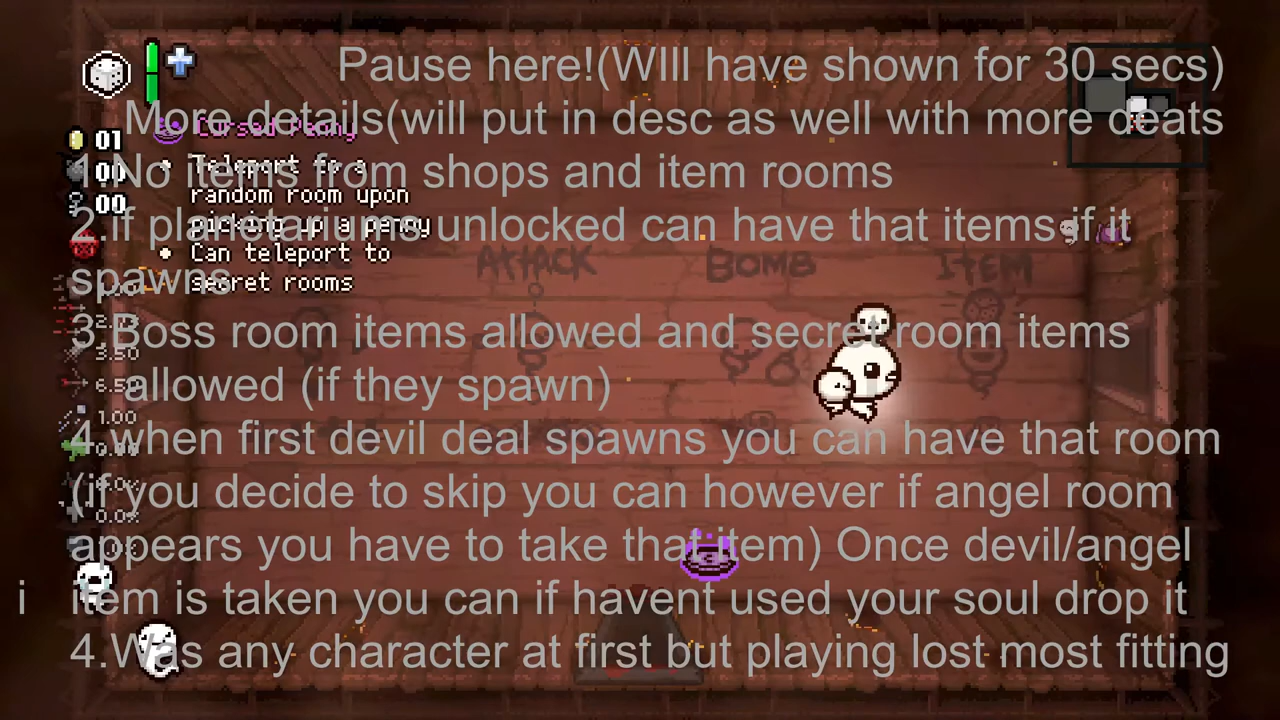 Pause here!(WIll have shown for 30 secs)
More details(will put in desc as well with more deats
1.No items from shops and item rooms
2.if planetariums unlocked can have that items if it
spawns
3.Boss room items allowed and secret room items
allowed (if they spawn)
4.when first devil deal spawns you can have that room
(if you decide to skip you can however if angel room
appears you have to take that item) Once devil/angel
i item is taken you can if havent used your soul drop it
4.Was any character at first but playing lost most fitting
01
00
00
Cursed Penny
Teleport to a
random room upon
picking up a penny
Can teleport to
secret rooms
ATTACK
BOMB
ITEM
3.50
6.50
1.00